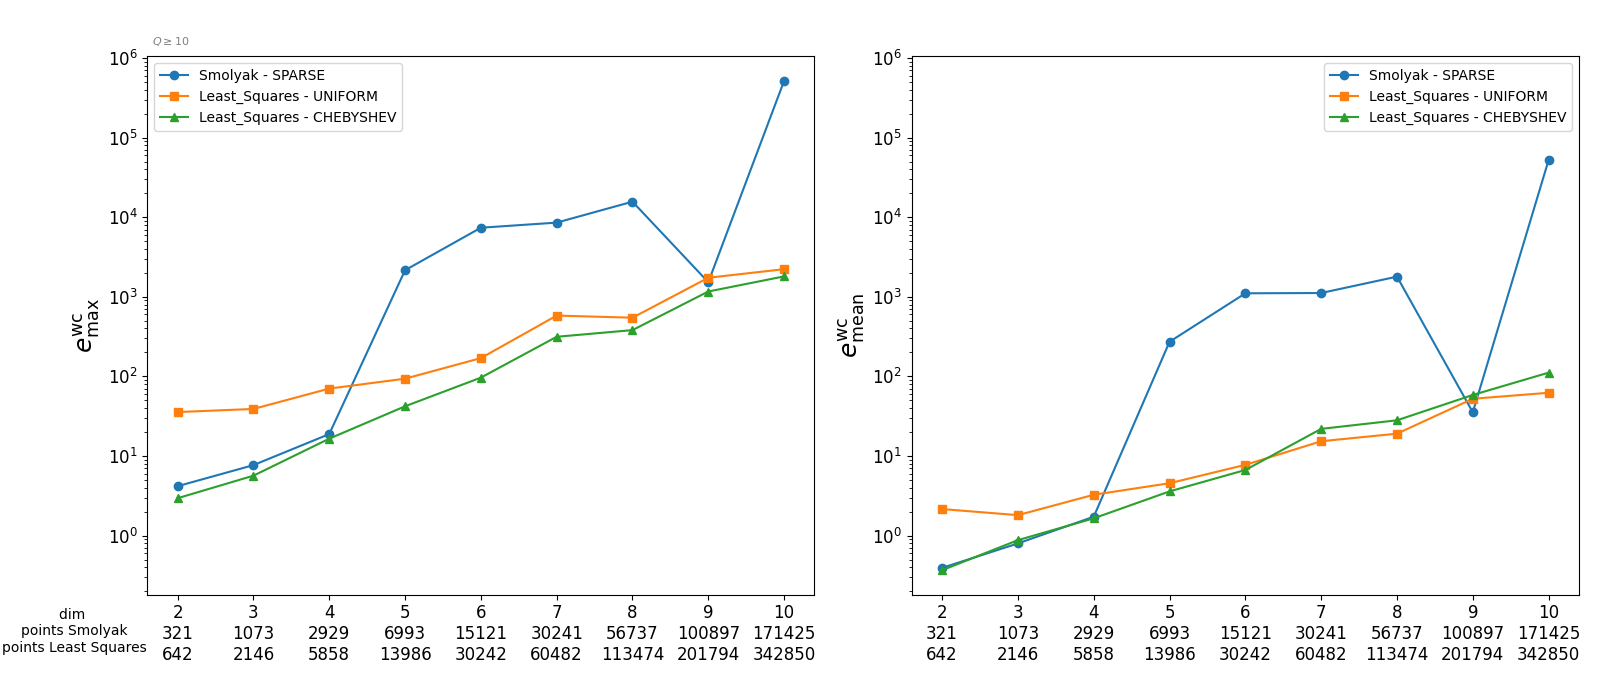 Q ≥ 10
10^6
10^5
10^4
10^3
10^2
10^1
10^0
e^wc_max
Smolyak - SPARSE
Least_Squares - UNIFORM
Least_Squares - CHEBYSHEV
2 3 4 5 6 7 8 9 10
321 1073 2929 6993 15121 30241 56737 100897 171425
642 2146 5858 13986 30242 60482 113474 201794 342850
dim
points Smolyak
points Least Squares
10^6
10^5
10^4
10^3
10^2
10^1
10^0
e^wc_mean
Smolyak - SPARSE
Least_Squares - UNIFORM
Least_Squares - CHEBYSHEV
2 3 4 5 6 7 8 9 10
321 1073 2929 6993 15121 30241 56737 100897 171425
642 2146 5858 13986 30242 60482 113474 201794 342850